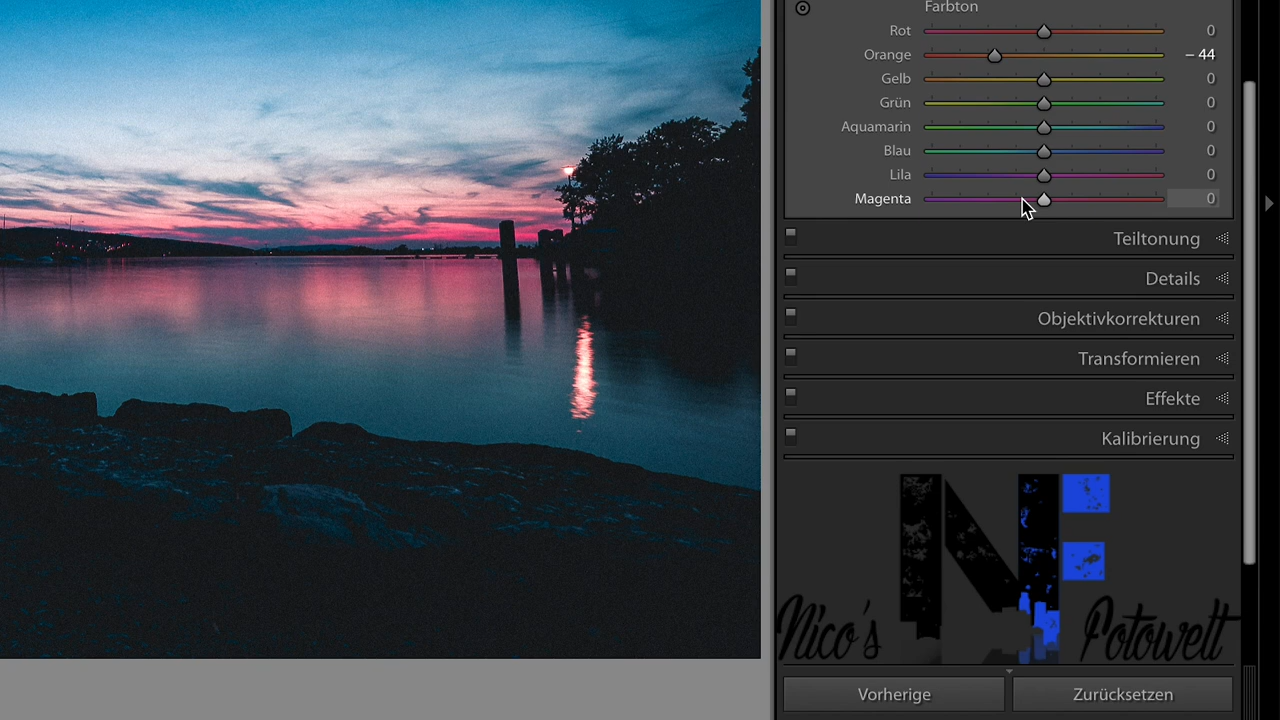 Farbton
Rot 0
Orange – 44
Gelb 0
Grün 0
Aquamarin 0
Blau 0
Lila 0
Magenta 0
Teiltonung
Details
Objektivkorrekturen
Transformieren
Effekte
Kalibrierung
NF
Nico's Fotowelt
Vorherige Zurücksetzen